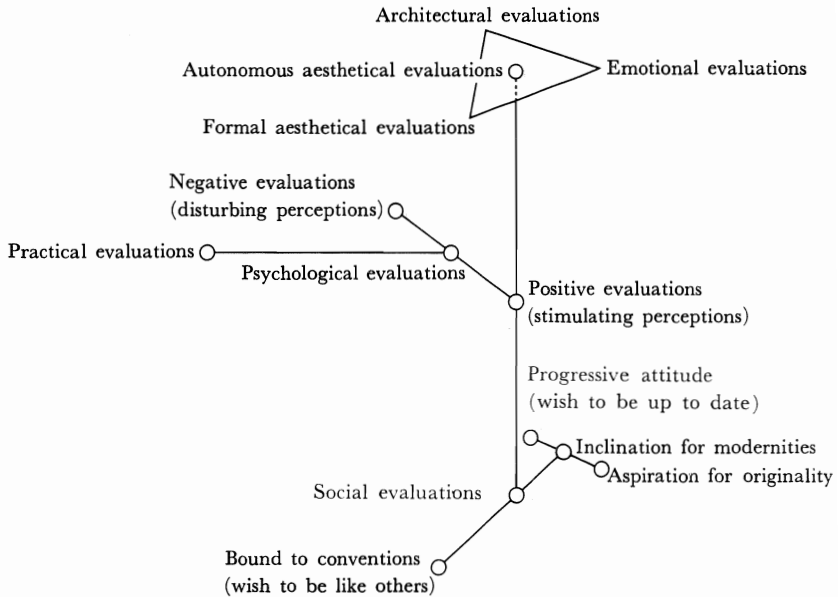 Architectural evaluations
Autonomous aesthetical evaluations
Emotional evaluations
Formal aesthetical evaluations
Negative evaluations
(disturbing perceptions)
Practical evaluations
Psychological evaluations
Positive evaluations
(stimulating perceptions)
Progressive attitude
(wish to be up to date)
Inclination for modernities
Aspiration for originality
Social evaluations
Bound to conventions
(wish to be like others)